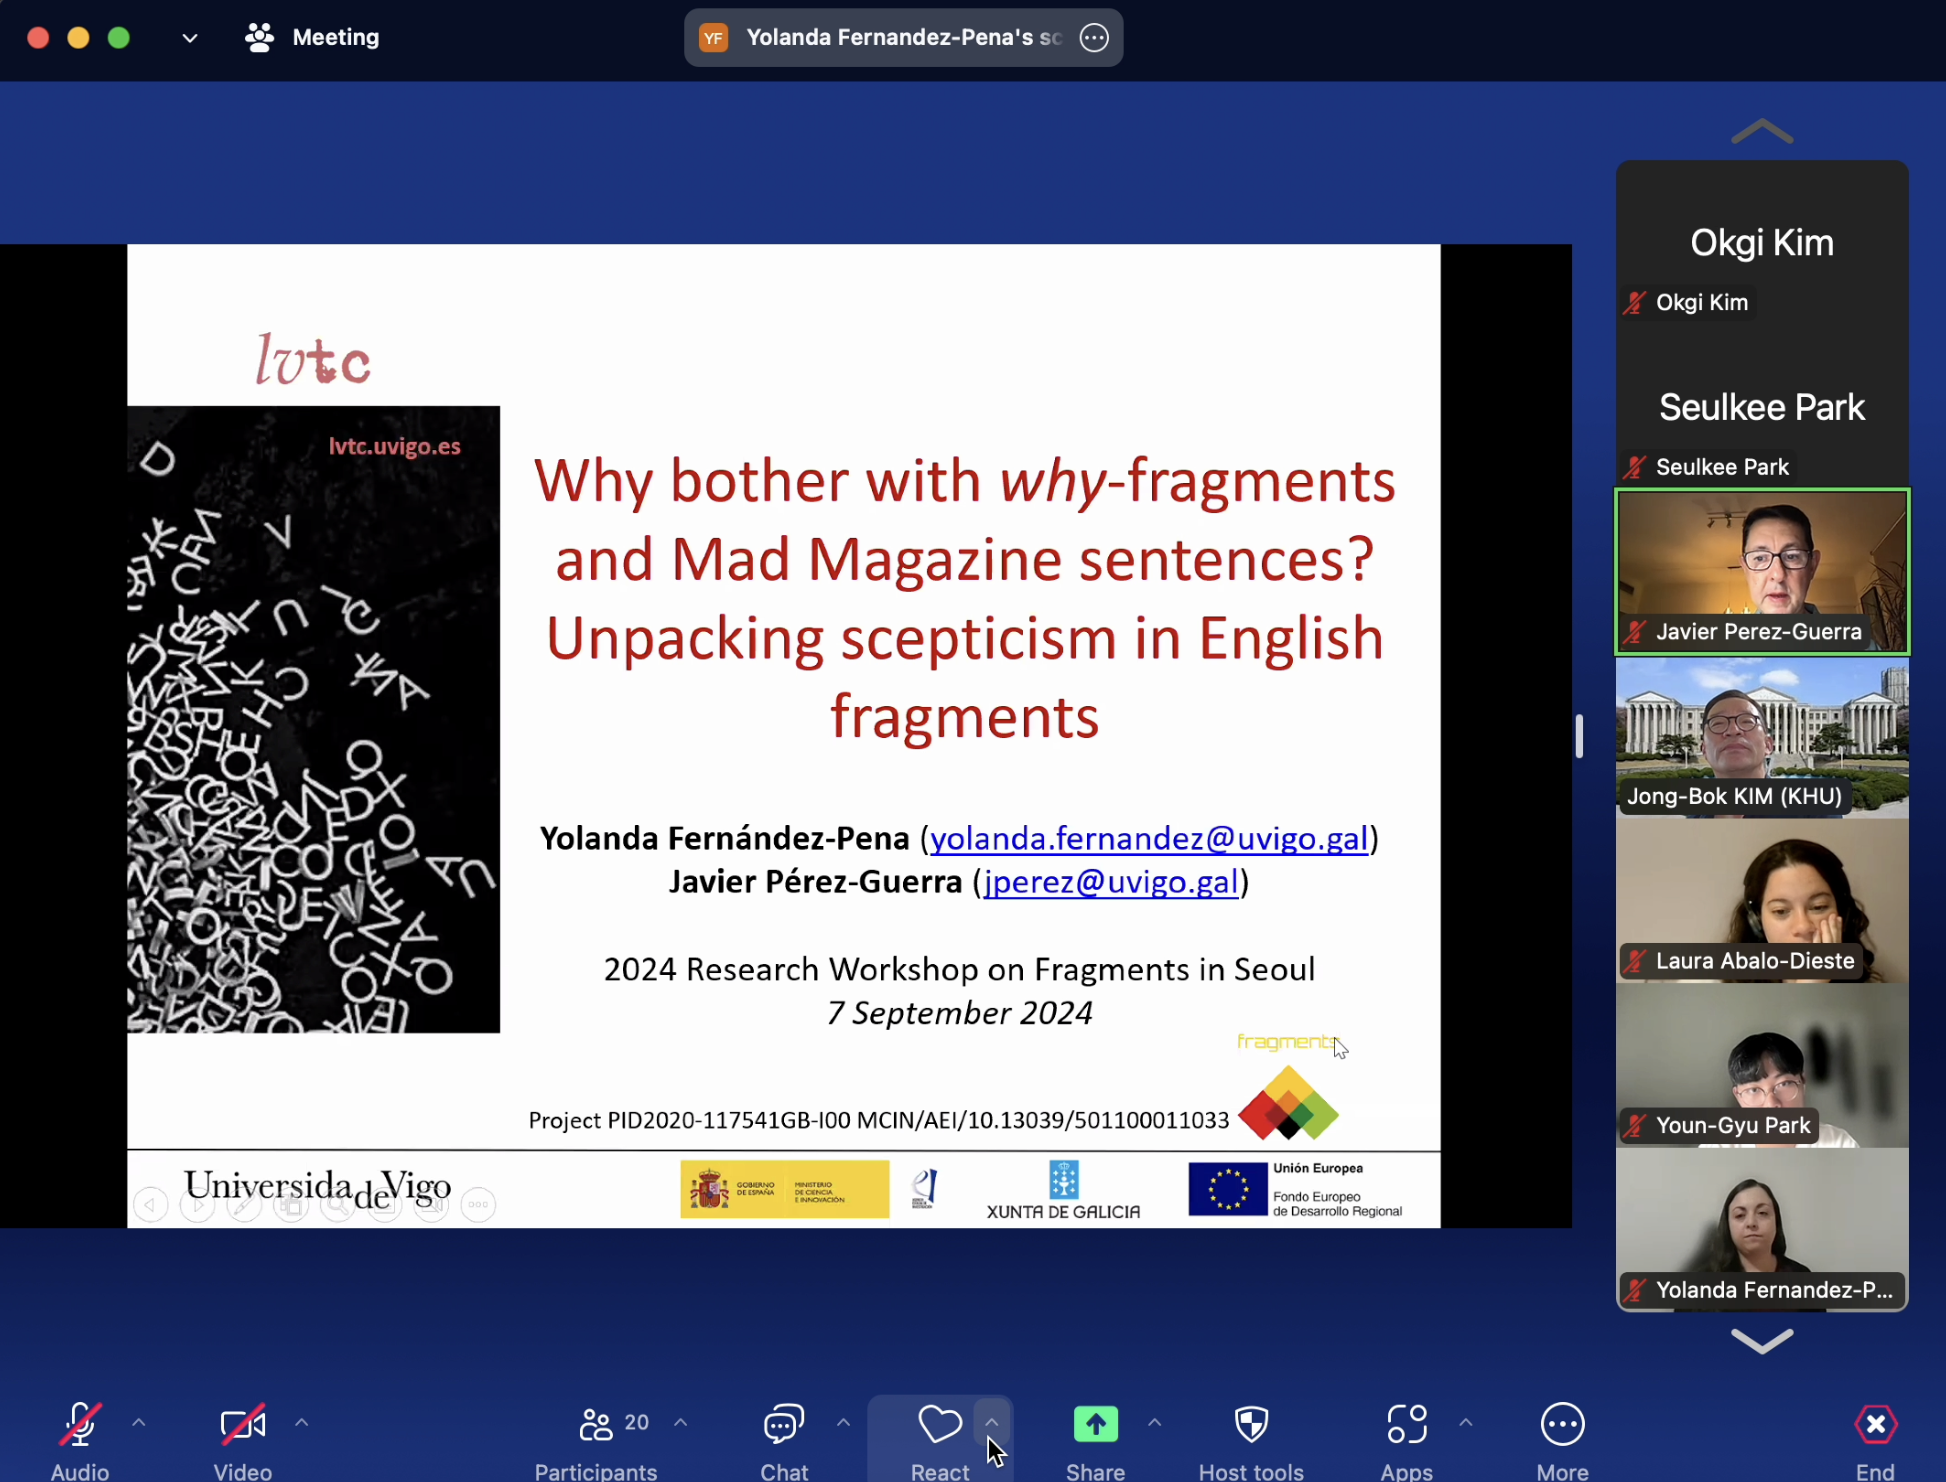 Meeting
YF Yolanda Fernandez-Pena's sc
Okgi Kim
Okgi Kim
Seulkee Park
Seulkee Park
Javier Perez-Guerra
Jong-Bok KIM (KHU)
Laura Abalo-Dieste
Youn-Gyu Park
Yolanda Fernandez-P...
lvtc
lvtc.uvigo.es
Why bother with why-fragments
and Mad Magazine sentences?
Unpacking scepticism in English
fragments
Yolanda Fernández-Pena (yolanda.fernandez@uvigo.gal)
Javier Pérez-Guerra (jperez@uvigo.gal)
2024 Research Workshop on Fragments in Seoul
7 September 2024
fragments
Project PID2020-117541GB-I00 MCIN/AEI/10.13039/501100011033
UniversidadeVigo
GOBIERNO
DE ESPAÑA
MINISTERIO
DE CIENCIA
E INNOVACIÓN
XUNTA DE GALICIA
Unión Europea
Fondo Europeo
de Desarrollo Regional
Audio
Video
20
Participants
Chat
React
Share
Host tools
Apps
More
End